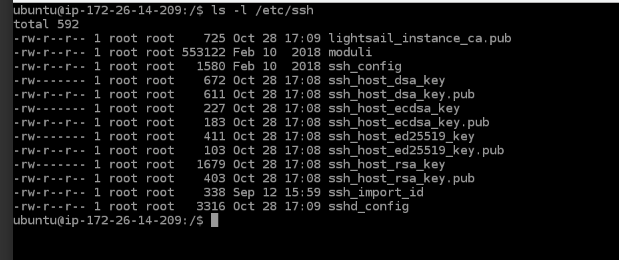 ubuntu@ip-172-26-14-209:/$ ls -l /etc/ssh
total 592
-rw-r--r-- 1 root root    725 Oct 28 17:09 lightsail_instance_ca.pub
-rw-r--r-- 1 root root 553122 Feb 10  2018 moduli
-rw-r--r-- 1 root root   1580 Feb 10  2018 ssh_config
-rw------- 1 root root    672 Oct 28 17:08 ssh_host_dsa_key
-rw-r--r-- 1 root root    611 Oct 28 17:08 ssh_host_dsa_key.pub
-rw------- 1 root root    227 Oct 28 17:08 ssh_host_ecdsa_key
-rw-r--r-- 1 root root    183 Oct 28 17:08 ssh_host_ecdsa_key.pub
-rw------- 1 root root    411 Oct 28 17:08 ssh_host_ed25519_key
-rw-r--r-- 1 root root    103 Oct 28 17:08 ssh_host_ed25519_key.pub
-rw------- 1 root root   1679 Oct 28 17:08 ssh_host_rsa_key
-rw-r--r-- 1 root root    403 Oct 28 17:08 ssh_host_rsa_key.pub
-rw-r--r-- 1 root root    338 Sep 12 15:59 ssh_import_id
-rw-r--r-- 1 root root   3316 Oct 28 17:09 sshd_config
ubuntu@ip-172-26-14-209:/$